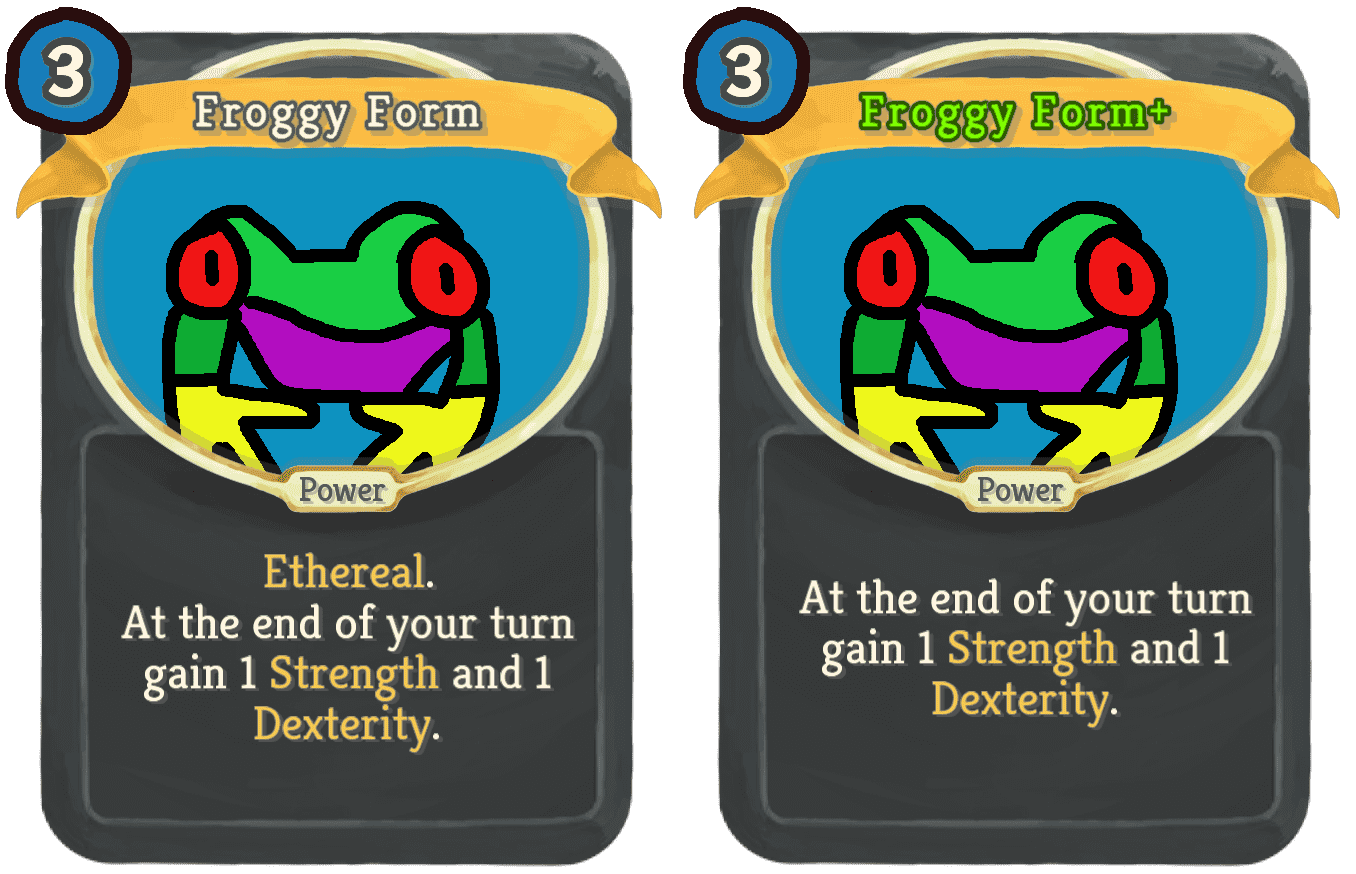 3
Froggy Form
Power
Ethereal.
At the end of your turn
gain 1 Strength and 1
Dexterity.
3
Froggy Form+
Power
At the end of your turn
gain 1 Strength and 1
Dexterity.